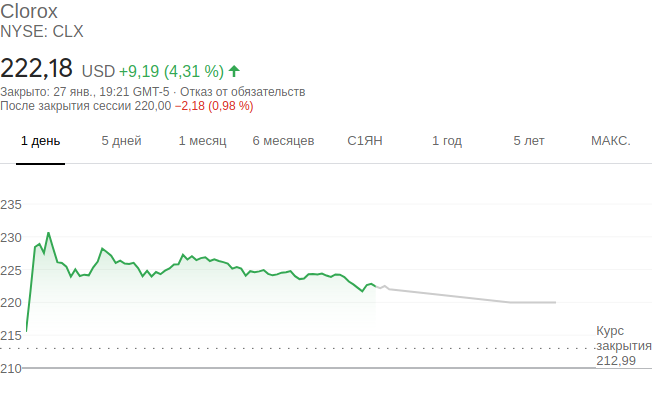 Clorox
NYSE: CLX
222,18 USD +9,19 (4,31 %)
Закрыто: 27 янв., 19:21 GMT-5 · Отказ от обязательств
После закрытия сессии 220,00 −2,18 (0,98 %)
1 день 5 дней 1 месяц 6 месяцев С1ЯН 1 год 5 лет МАКС.
235
230
225
220
215
210
Курс
закрытия
212,99